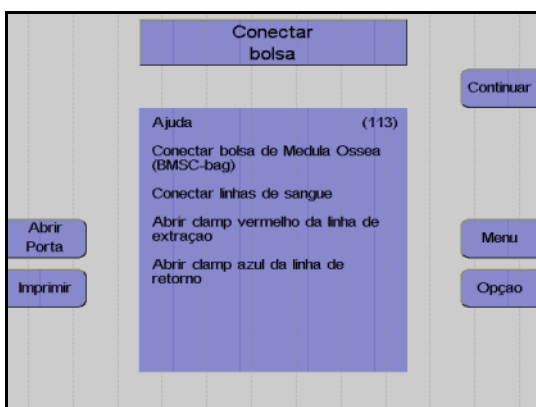 Conectar
bolsa
Continuar
Ajuda (113)
Conectar bolsa de Medula Ossea
(BMSC-bag)
Conectar linhas de sangue
Abrir clamp vermelho da linha de
extraçao
Abrir clamp azul da linha de
retorno
Abrir
Porta
Imprimir
Menu
Opçao